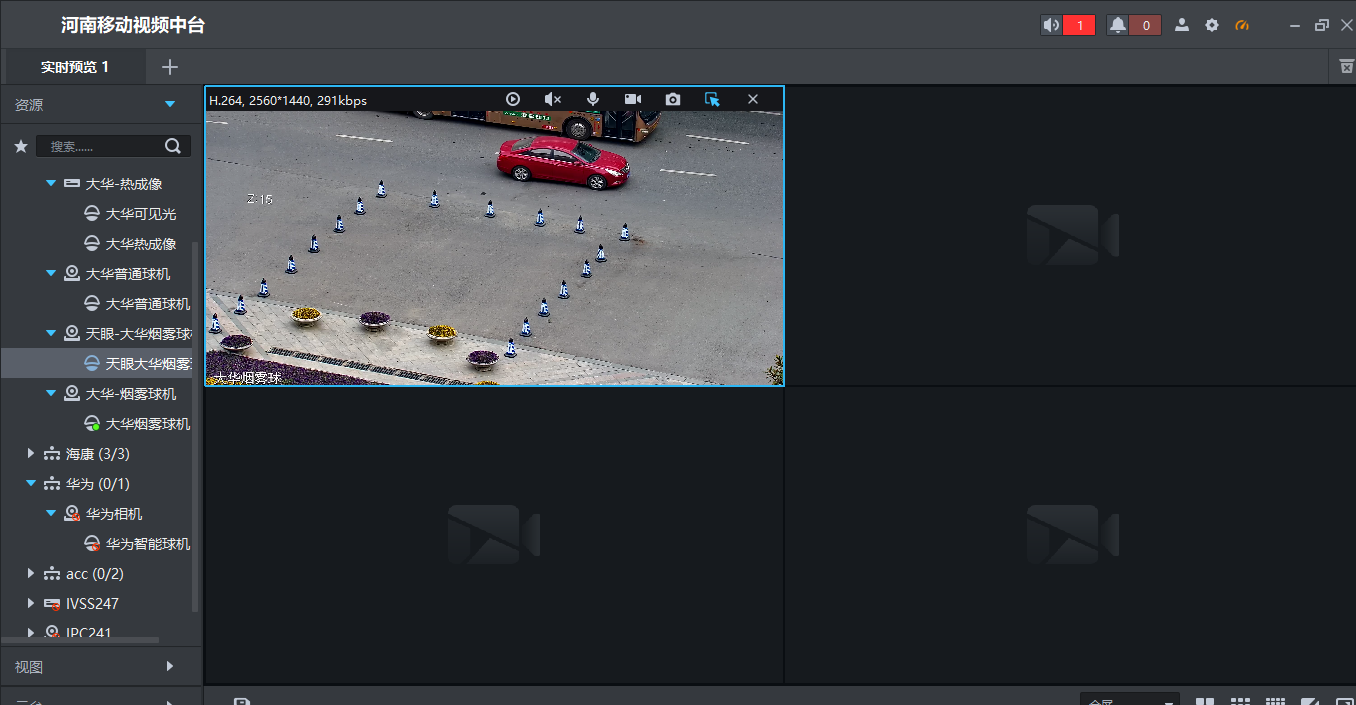 河南移动视频中台
1
0
实时预览 1
资源
搜索......
大华-热成像
大华可见光
大华热成像
大华普通球机
大华普通球机
天眼-大华烟雾球
天眼大华烟雾
大华-烟雾球机
大华烟雾球机
海康 (3/3)
华为 (0/1)
华为相机
华为智能球机
acc (0/2)
IVSS247
IPC241
视图
H.264, 2560*1440, 291kbps
Z:15
大华烟雾球